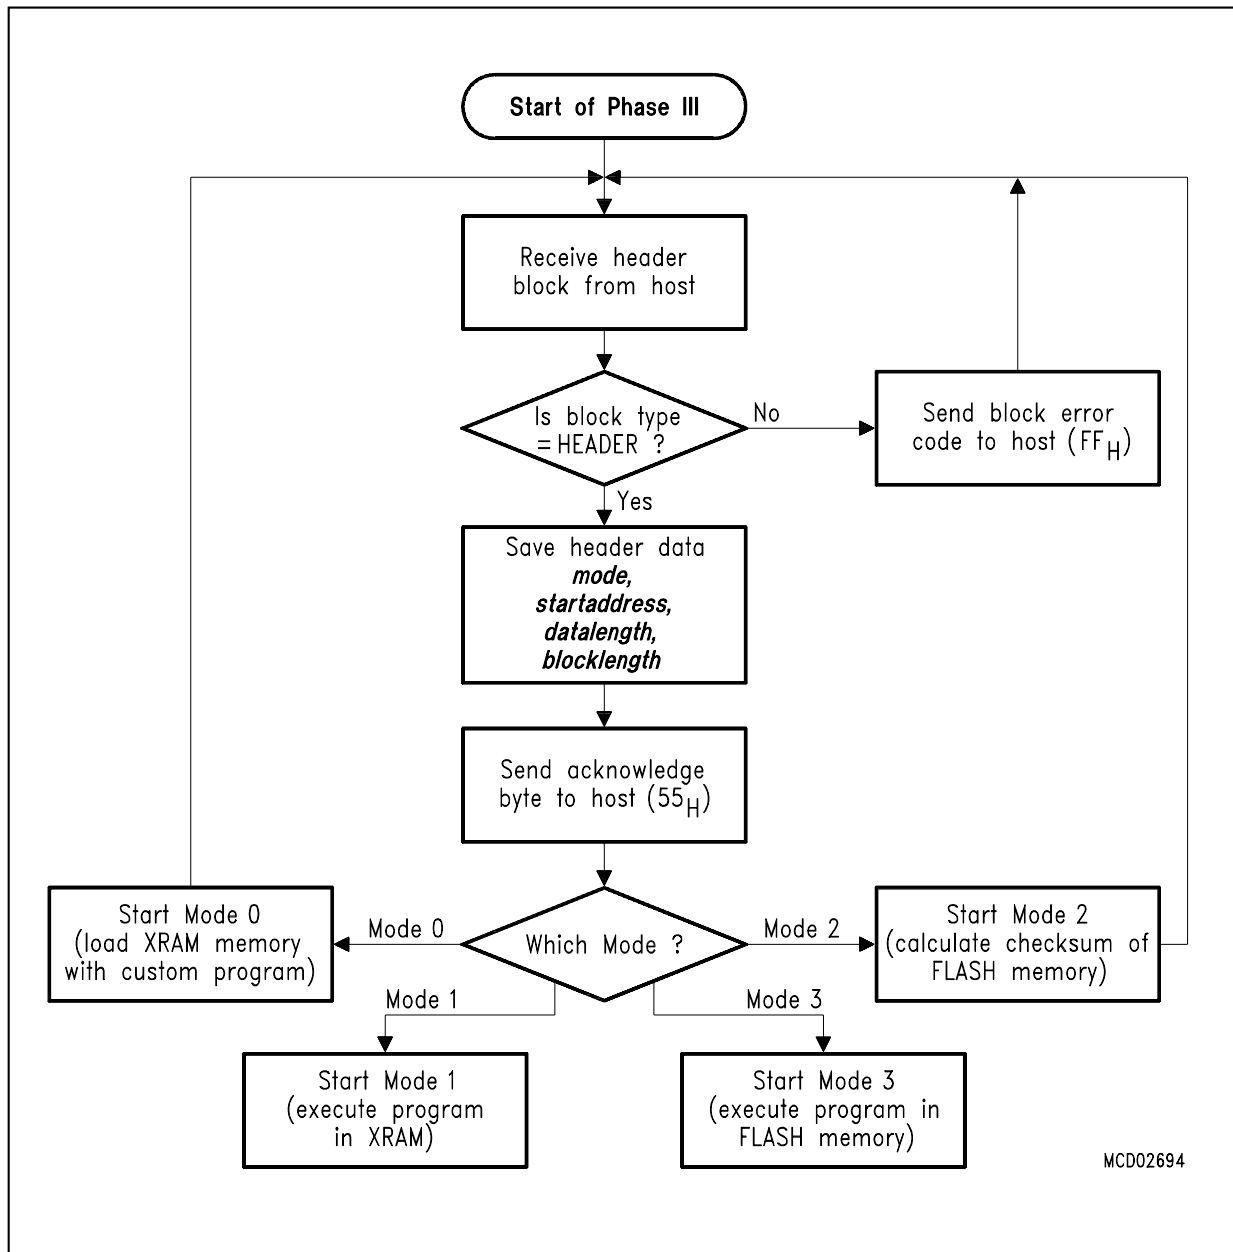 Start of Phase III
Receive header
block from host
Is block type
=HEADER ?
No
Send block error
code to host (FFH)
Yes
Save header data
mode,
startaddress,
datalength,
blocklength
Send acknowledge
byte to host (55H)
Start Mode 0
(load XRAM memory
with custom program)
Mode 0
Which Mode ?
Mode 2
Start Mode 2
(calculate checksum of
FLASH memory)
Mode 1
Mode 3
Start Mode 1
(execute program
in XRAM)
Start Mode 3
(execute program in
FLASH memory)
MCD02694